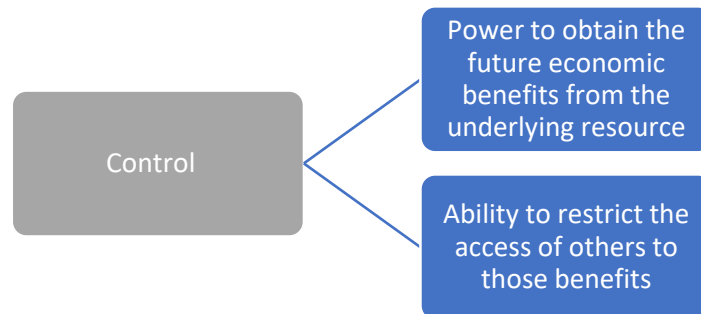 Control
Power to obtain the
future economic
benefits from the
underlying resource
Ability to restrict the
access of others to
those benefits